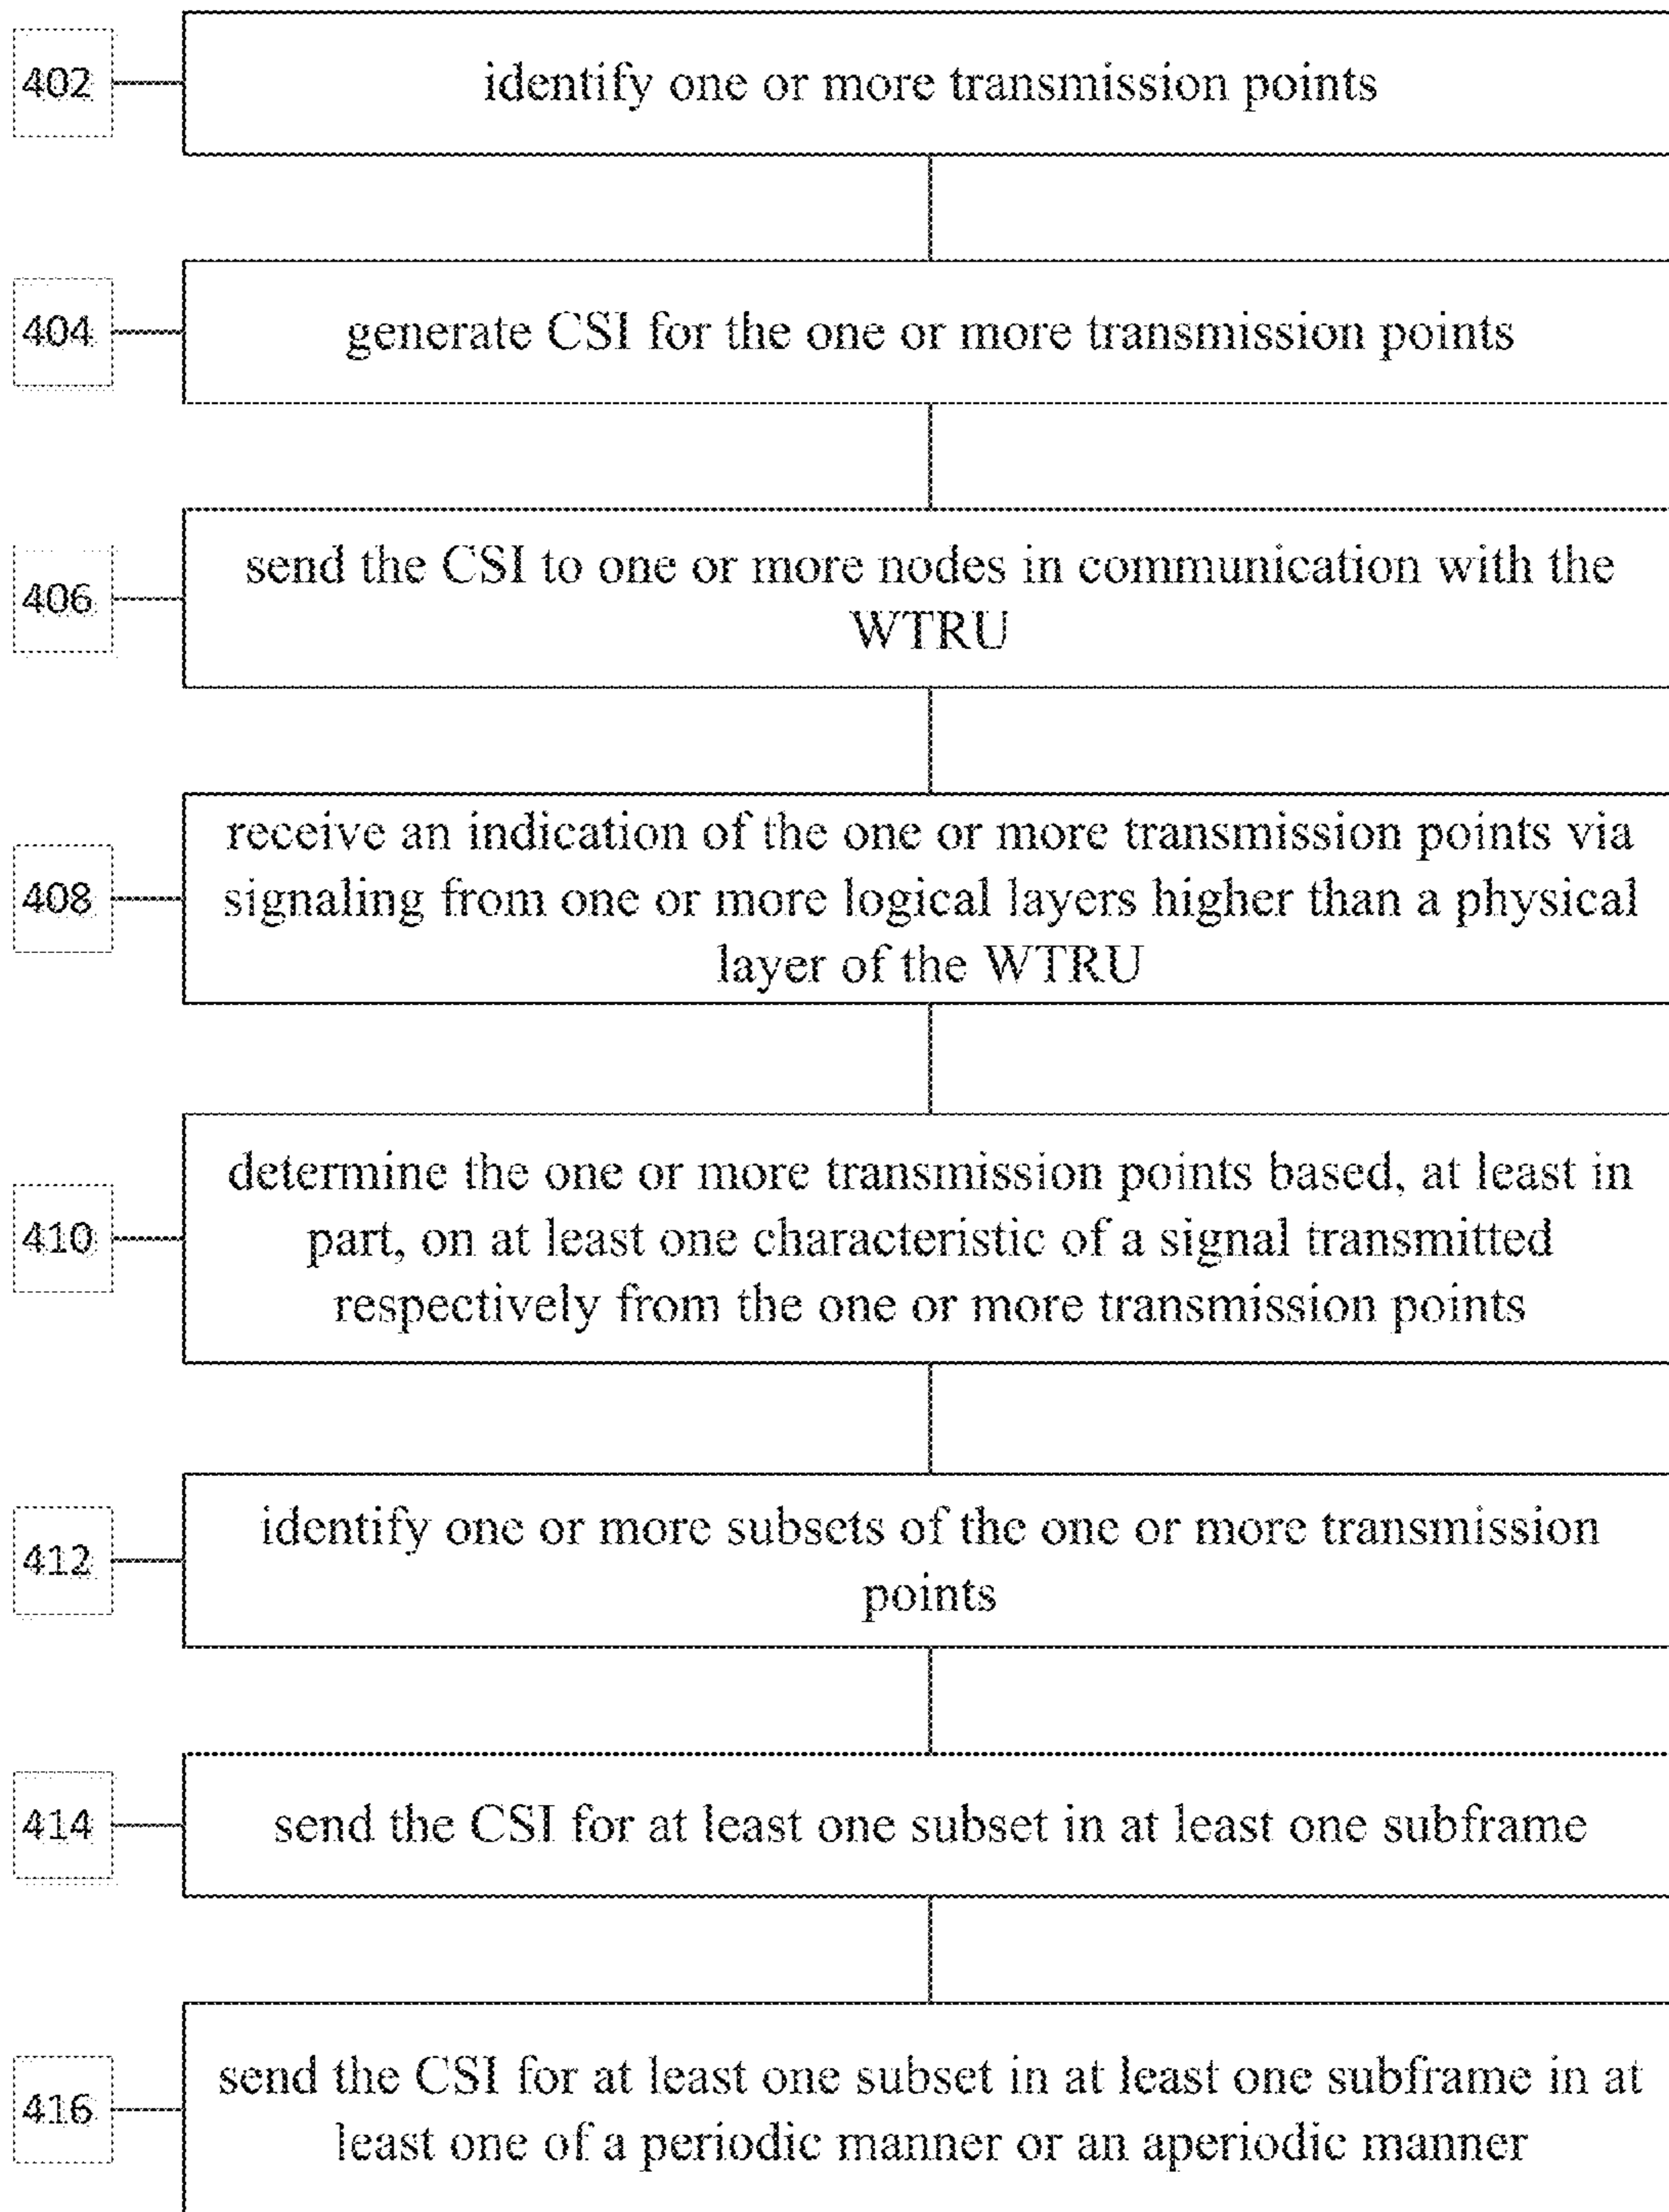 402
identify one or more transmission points
404
generate CSI for the one or more transmission points
406
send the CSI to one or more nodes in communication with the
WTRU
408
receive an indication of the one or more transmission points via
signaling from one or more logical layers higher than a physical
layer of the WTRU
410
determine the one or more transmission points based, at least in
part, on at least one characteristic of a signal transmitted
respectively from the one or more transmission points
412
identify one or more subsets of the one or more transmission
points
414
send the CSI for at least one subset in at least one subframe
416
send the CSI for at least one subset in at least one subframe in at
least one of a periodic manner or an aperiodic manner